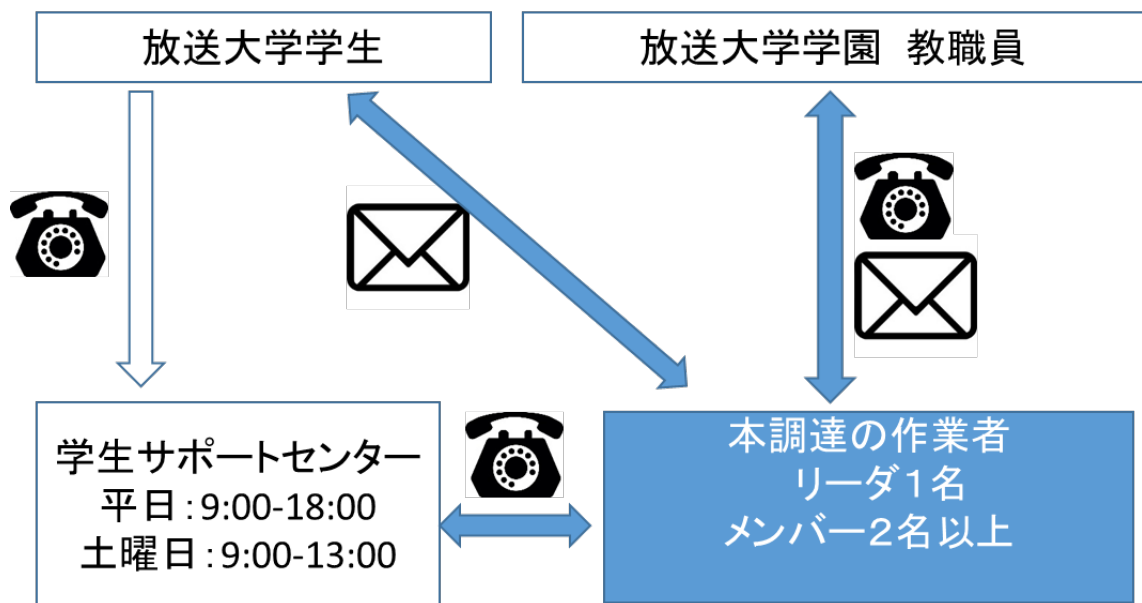 放送大学学生
放送大学学園 教職員
学生サポートセンター
平日：9:00-18:00
土曜日：9:00-13:00
本調達の作業者
リーダ１名
メンバー２名以上